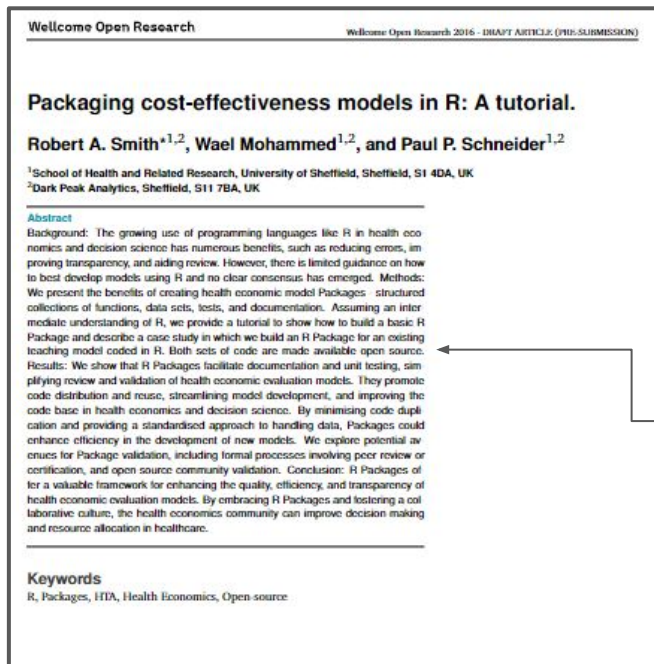 Wellcome Open Research
Wellcome Open Research 2016 - DRAFT ARTICLE (PRE-SUBMISSION)
Packaging cost-effectiveness models in R: A tutorial.
Robert A. Smith*1,2, Wael Mohammed1,2, and Paul P. Schneider1,2
1School of Health and Related Research, University of Sheffield, Sheffield, S1 4DA, UK
2Dark Peak Analytics, Sheffield, S11 7BA, UK
Abstract
Background: The growing use of programming languages like R in health eco
nomics and decision science has numerous benefits, such as reducing errors, im
proving transparency, and aiding review. However, there is limited guidance on how
to best develop models using R and no clear consensus has emerged. Methods:
We present the benefits of creating health economic model Packages structured
collections of functions, data sets, tests, and documentation. Assuming an inter
mediate understanding of R, we provide a tutorial to show how to build a basic R
Package and describe a case study in which we build an R Package for an existing
teaching model coded in R. Both sets of code are made available open source.
Results: We show that R Packages facilitate documentation and unit testing, sim
plifying review and validation of health economic evaluation models. They promote
code distribution and reuse, streamlining model development, and improving the
code base in health economics and decision science. By minimising code dupli
cation and providing a standardised approach to handling data, Packages could
enhance efficiency in the development of new models. We explore potential av
enues for Package validation, including formal processes involving peer review or
certification, and open source community validation. Conclusion: R Packages of
fer a valuable framework for enhancing the quality, efficiency, and transparency of
health economic evaluation models. By embracing R Packages and fostering a col
laborative culture, the health economics community can improve decision making
and resource allocation in healthcare.
Keywords
R, Packages, HTA, Health Economics, Open-source